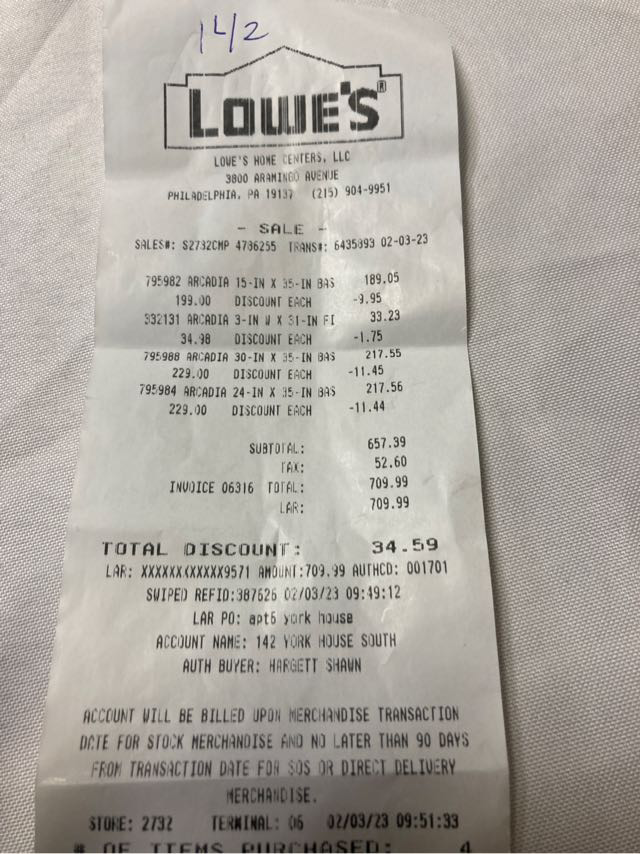 142
LOWE'S®
LOWE'S HOME CENTERS, LLC
3800 ARAMINGO AVENUE
PHILADELPHIA, PA 19137 (215) 904-9951
- SALE -
SALES#: S2732CMP 4786255 TRANS#: 6435893 02-03-23
795982 ARCADIA 15-IN X 35-IN BAS 189.05
199.00 DISCOUNT EACH -9.95
332131 ARCADIA 3-IN W X 31-IN FI 33.23
34.98 DISCOUNT EACH -1.75
795988 ARCADIA 30-IN X 35-IN BAS 217.55
229.00 DISCOUNT EACH -11.45
795984 ARCADIA 24-IN X 35-IN BAS 217.56
229.00 DISCOUNT EACH -11.44
SUBTOTAL: 657.39
TAX: 52.60
INVOICE 06316 TOTAL: 709.99
LAR: 709.99
TOTAL DISCOUNT: 34.59
LAR: XXXXXXXXXXXX9571 AMOUNT:709.99 AUTHCD: 001701
SWIPED REFID:387626 02/03/23 09:49:12
LAR PO: apt6 york house
ACCOUNT NAME: 142 YORK HOUSE SOUTH
AUTH BUYER: HARGETT SHAWN
ACCOUNT WILL BE BILLED UPON MERCHANDISE TRANSACTION
DATE FOR STOCK MERCHANDISE AND NO LATER THAN 90 DAYS
FROM TRANSACTION DATE FOR SOS OR DIRECT DELIVERY
MERCHANDISE.
STORE: 2732 TERMINAL: 06 02/03/23 09:51:33
# OF ITEMS PURCHASED: 4